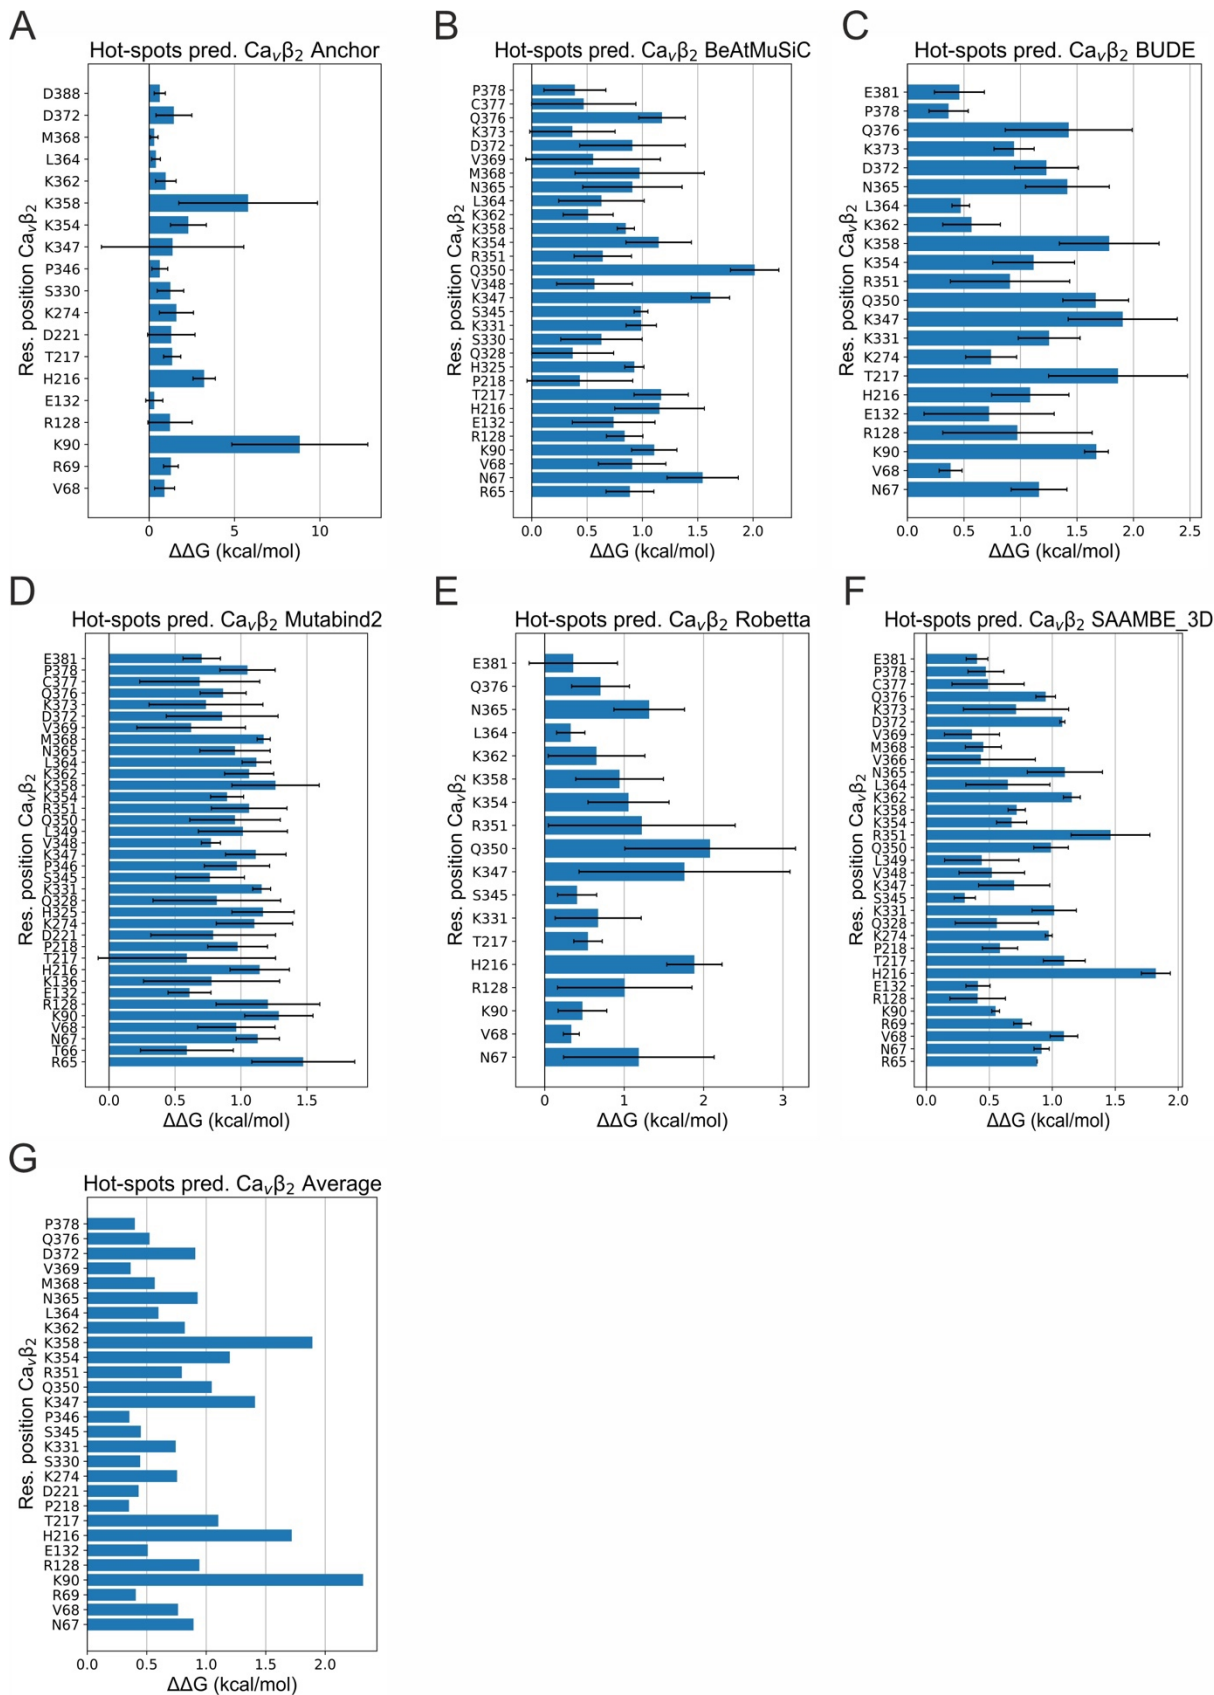 A
Hot-spots pred. Caᵥβ₂ Anchor
Res. position Caᵥβ₂
D388
D372
M368
L364
K362
K358
K354
K347
P346
S330
K274
D221
T217
H216
E132
R128
K90
R69
V68
0 5 10
ΔΔG (kcal/mol)
B
Hot-spots pred. Caᵥβ₂ BeAtMuSiC
Res. position Caᵥβ₂
P378
C377
Q376
K373
D372
V369
M368
N365
L364
K362
K358
K354
R351
Q350
V348
K347
S345
K331
S330
Q328
H325
P218
T217
H216
E132
R128
K90
V68
N67
R65
0.0 0.5 1.0 1.5 2.0
ΔΔG (kcal/mol)
C
Hot-spots pred. Caᵥβ₂ BUDE
Res. position Caᵥβ₂
E381
P378
Q376
K373
D372
N365
L364
K362
K358
K354
R351
Q350
K347
K331
K274
T217
H216
E132
R128
K90
V68
N67
0.0 0.5 1.0 1.5 2.0 2.5
ΔΔG (kcal/mol)
D
Hot-spots pred. Caᵥβ₂ Mutabind2
Res. position Caᵥβ₂
E381
P378
C377
Q376
K373
D372
V369
M368
N365
L364
K362
K358
K354
R351
Q350
L349
V348
K347
P346
S345
K331
Q328
H325
K274
D221
P218
T217
H216
K136
E132
R128
K90
V68
N67
T66
R65
0.0 0.5 1.0 1.5
ΔΔG (kcal/mol)
E
Hot-spots pred. Caᵥβ₂ Robetta
Res. position Caᵥβ₂
E381
Q376
N365
L364
K362
K358
K354
R351
Q350
K347
S345
K331
T217
H216
R128
K90
V68
N67
0 1 2 3
ΔΔG (kcal/mol)
F
Hot-spots pred. Caᵥβ₂ SAAMBE_3D
Res. position Caᵥβ₂
E381
P378
C377
Q376
K373
D372
V369
M368
V366
N365
L364
K362
K358
K354
R351
Q350
L349
V348
K347
S345
K331
Q328
K274
P218
T217
H216
E132
R128
K90
R69
V68
N67
R65
0.0 0.5 1.0 1.5 2.0
ΔΔG (kcal/mol)
G
Hot-spots pred. Caᵥβ₂ Average
Res. position Caᵥβ₂
P378
Q376
D372
V369
M368
N365
L364
K362
K358
K354
R351
Q350
K347
P346
S345
K331
S330
K274
D221
P218
T217
H216
E132
R128
K90
R69
V68
N67
0.0 0.5 1.0 1.5 2.0
ΔΔG (kcal/mol)